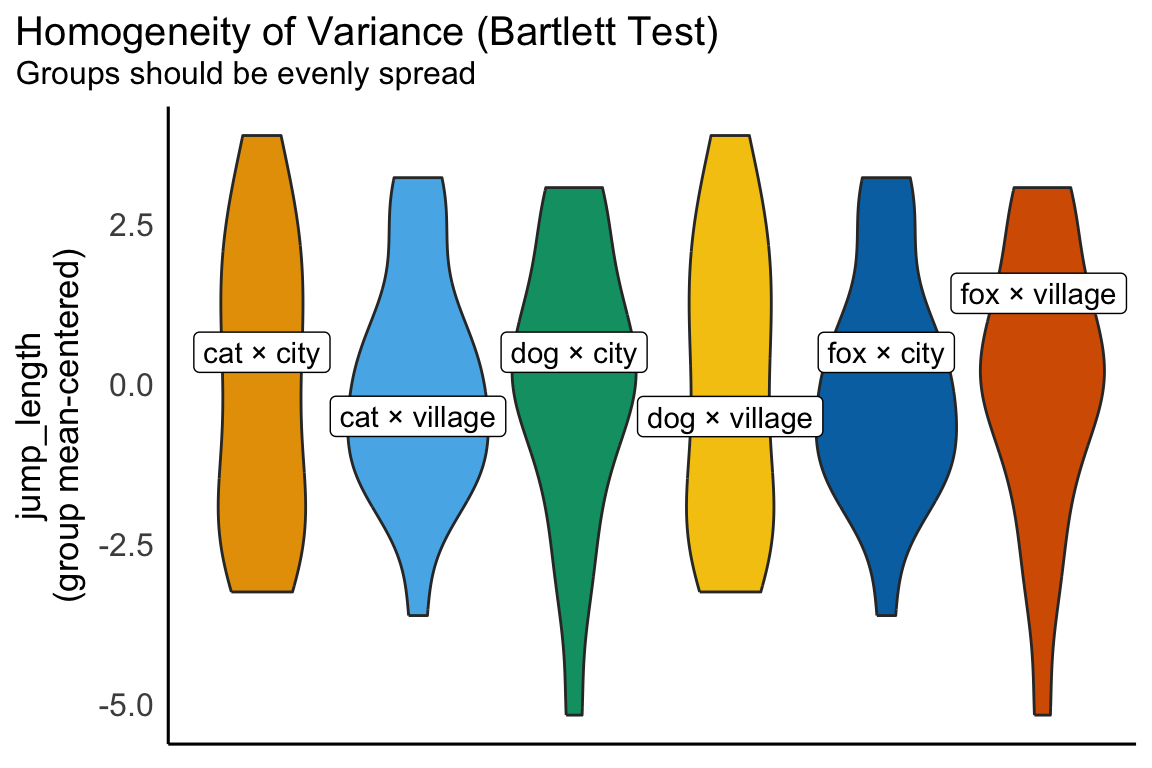 Homogeneity of Variance (Bartlett Test)
Groups should be evenly spread
jump_length
(group mean-centered)
2.5
0.0
-2.5
-5.0
cat × city
cat × village
dog × city
dog × village
fox × city
fox × village